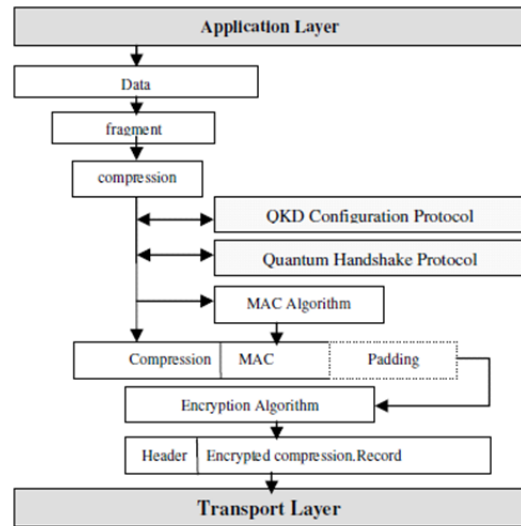 Application Layer
Data
fragment
compression
QKD Configuration Protocol
Quantum Handshake Protocol
MAC Algorithm
Compression MAC Padding
Encryption Algorithm
Header Encrypted compression.Record
Transport Layer